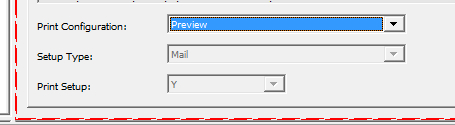 Print Configuration: Preview
Setup Type: Mail
Print Setup: Y